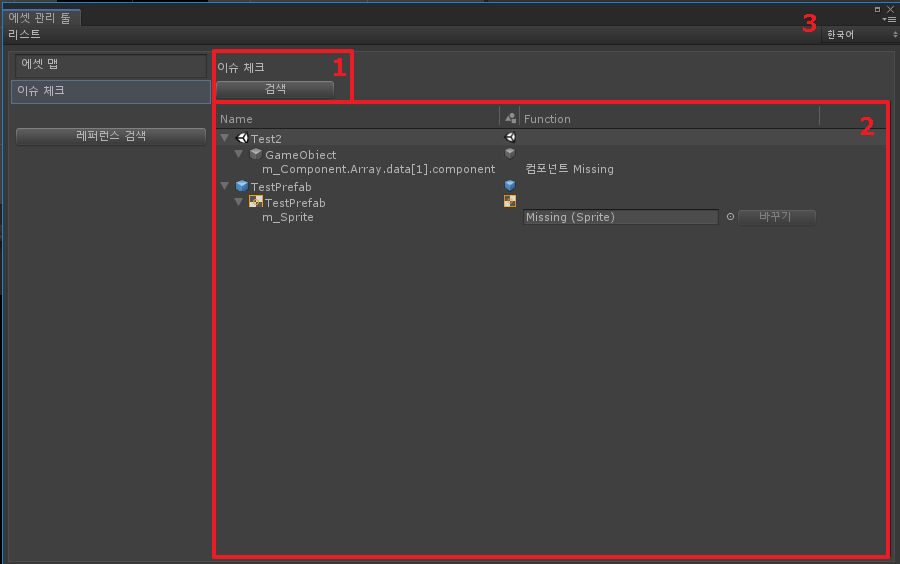 에셋 관리 툴
리스트
3
한국어
에셋 맵
이슈 체크
레퍼런스 검색
이슈 체크
1
검색
Name
Function
2
Test2
GameObject
m_Component.Array.data[1].component
컴포넌트 Missing
TestPrefab
TestPrefab
m_Sprite
Missing (Sprite)
바꾸기